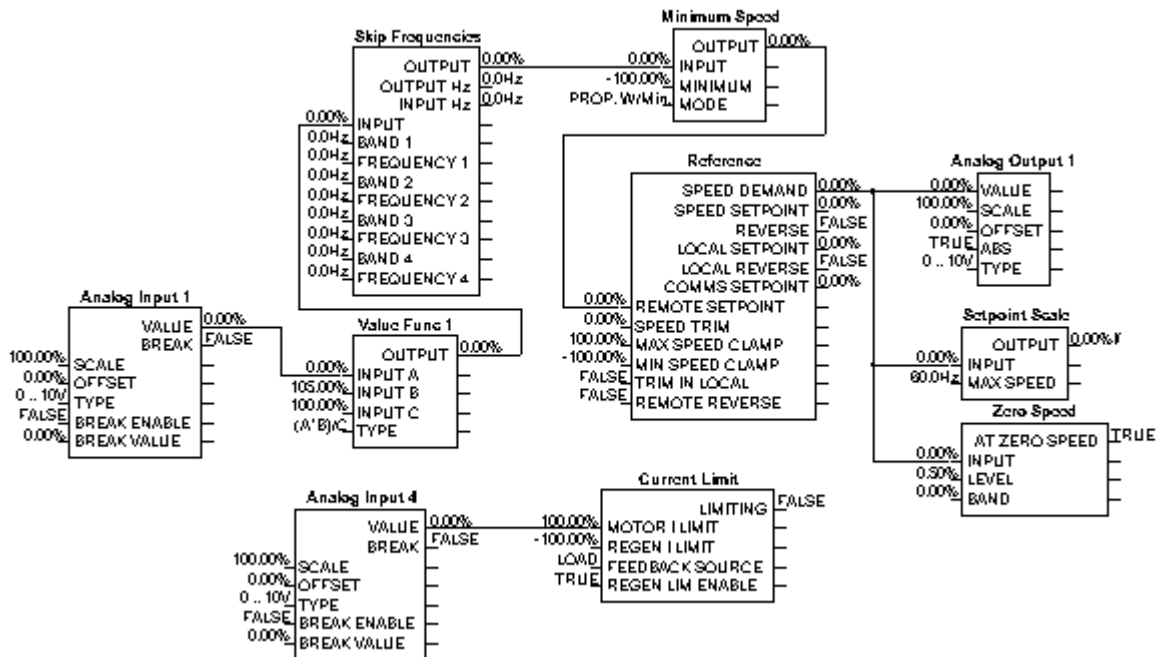 Skip Frequencies
OUTPUT 0.00%
OUTPUT Hz 0.0Hz
INPUT Hz 0.0Hz
0.00% INPUT
0.0Hz BAND 1
0.0Hz FREQUENCY 1
0.0Hz BAND 2
0.0Hz FREQUENCY 2
0.0Hz BAND 3
0.0Hz FREQUENCY 3
0.0Hz BAND 4
0.0Hz FREQUENCY 4
Minimum Speed
OUTPUT 0.00%
0.00% INPUT
-100.00% MINIMUM
PROP. W/Min. MODE
Reference
SPEED DEMAND 0.00%
SPEED SETPOINT 0.00%
REVERSE FALSE
LOCAL SETPOINT 0.00%
LOCAL REVERSE FALSE
COMMS SETPOINT 0.00%
0.00% REMOTE SETPOINT
0.00% SPEED TRIM
100.00% MAX SPEED CLAMP
-100.00% MIN SPEED CLAMP
FALSE TRIM IN LOCAL
FALSE REMOTE REVERSE
Analog Output 1
0.00% VALUE
100.00% SCALE
0.00% OFFSET
TRUE ABS
0 .. 10V TYPE
Analog Input 1
VALUE 0.00%
BREAK FALSE
100.00% SCALE
0.00% OFFSET
0 .. 10V TYPE
FALSE BREAK ENABLE
0.00% BREAK VALUE
Value Func 1
OUTPUT 0.00%
0.00% INPUT A
105.00% INPUT B
100.00% INPUT C
(A*B)/C TYPE
Setpoint Scale
OUTPUT 0.00%
0.00% INPUT
60.0Hz MAX SPEED
Zero Speed
AT ZERO SPEED TRUE
0.00% INPUT
0.50% LEVEL
0.00% BAND
Analog Input 4
VALUE 0.00%
BREAK FALSE
100.00% SCALE
0.00% OFFSET
0 .. 10V TYPE
FALSE BREAK ENABLE
0.00% BREAK VALUE
Current Limit
LIMITING FALSE
100.00% MOTOR I LIMIT
-100.00% REGEN I LIMIT
LOAD FEEDBACK SOURCE
TRUE REGEN LIM ENABLE